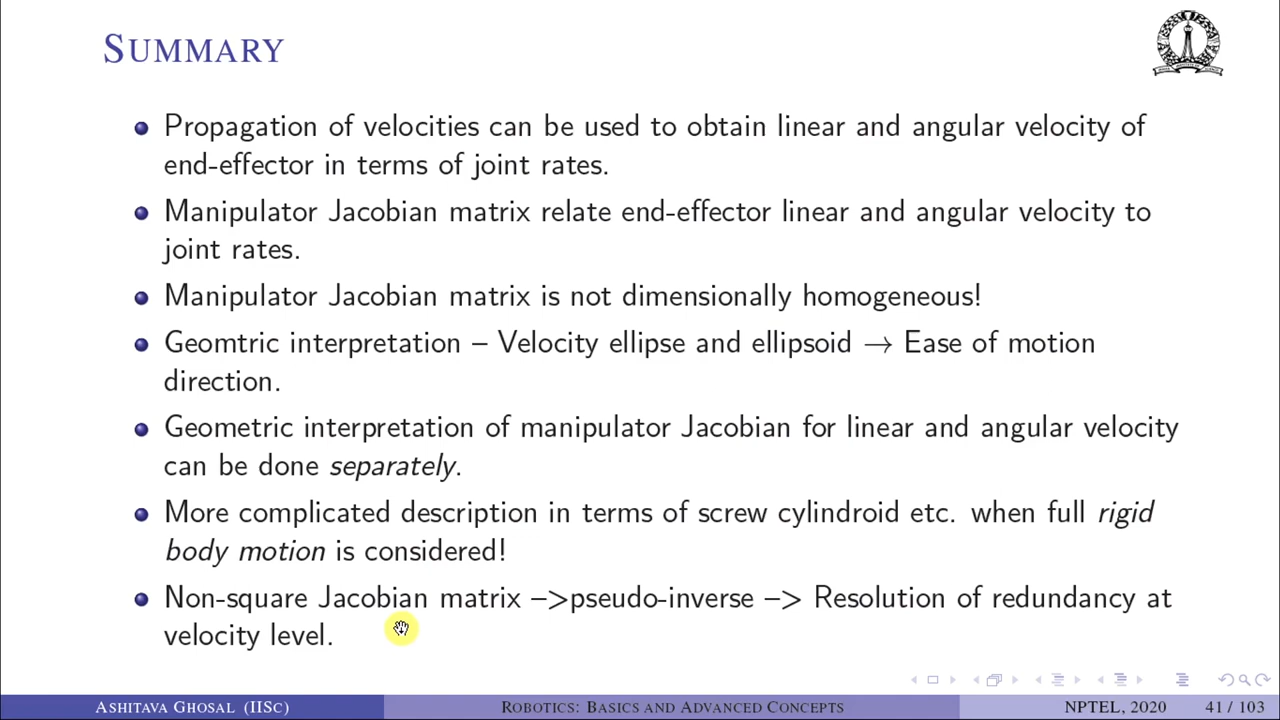 SUMMARY
Propagation of velocities can be used to obtain linear and angular velocity of
end-effector in terms of joint rates.
Manipulator Jacobian matrix relate end-effector linear and angular velocity to
joint rates.
Manipulator Jacobian matrix is not dimensionally homogeneous!
Geomtric interpretation – Velocity ellipse and ellipsoid → Ease of motion
direction.
Geometric interpretation of manipulator Jacobian for linear and angular velocity
can be done separately.
More complicated description in terms of screw cylindroid etc. when full rigid
body motion is considered!
Non-square Jacobian matrix –>pseudo-inverse –> Resolution of redundancy at
velocity level.
ASHITAVA GHOSAL (IISC) ROBOTICS: BASICS AND ADVANCED CONCEPTS NPTEL, 2020 41 / 103